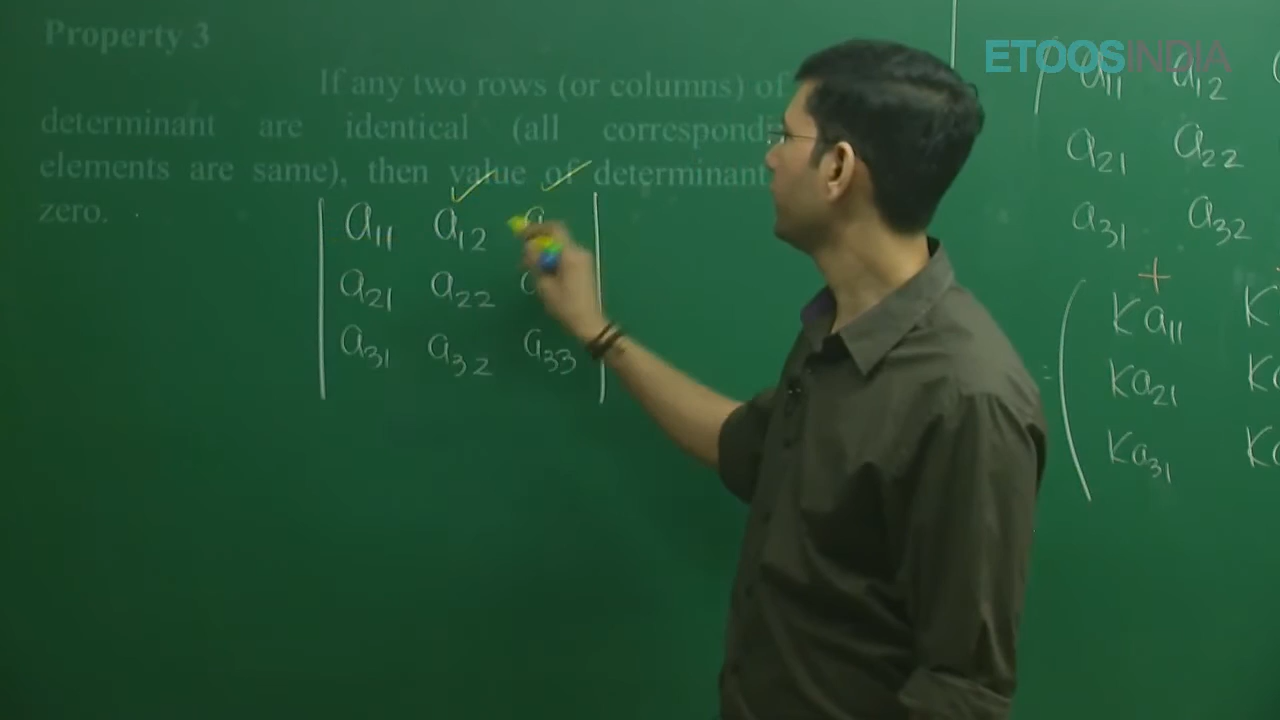 Property 3
If any two rows (or columns) of
determinant are identical (all
elements are same), then value of determinant
zero.
a11 a12
a21 a22
a31 a32 a33
ETOOSINDIA
a11 a12
a21 a22
a31 a32
+
= Ka11 K
Ka21
Ka31